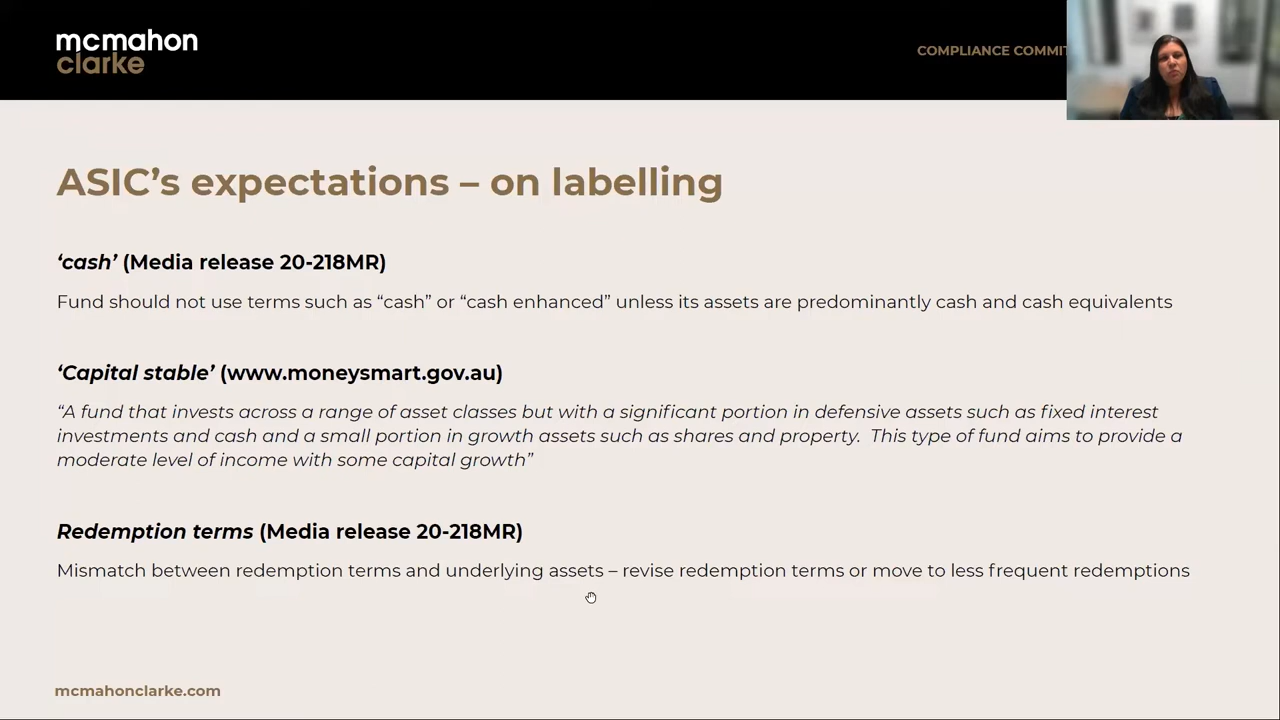 mcmahon
clarke
COMPLIANCE
ASIC’s expectations – on labelling
‘cash’ (Media release 20-218MR)
Fund should not use terms such as “cash” or “cash enhanced” unless its assets are predominantly cash and cash equivalents
‘Capital stable’ (www.moneysmart.gov.au)
“A fund that invests across a range of asset classes but with a significant portion in defensive assets such as fixed interest
investments and cash and a small portion in growth assets such as shares and property.  This type of fund aims to provide a
moderate level of income with some capital growth”
Redemption terms (Media release 20-218MR)
Mismatch between redemption terms and underlying assets – revise redemption terms or move to less frequent redemptions
mcmahonclarke.com